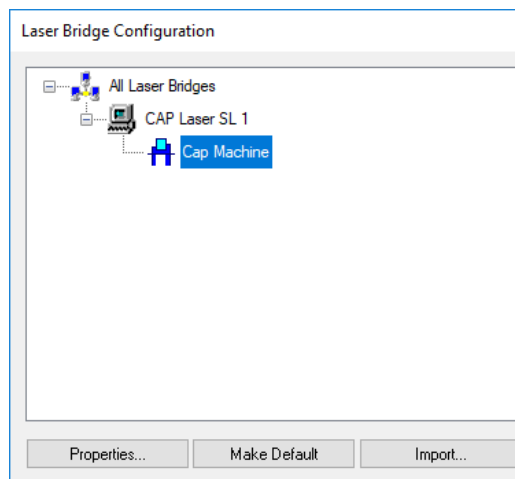 Laser Bridge Configuration
All Laser Bridges
CAP Laser SL 1
Cap Machine
Properties... Make Default Import...